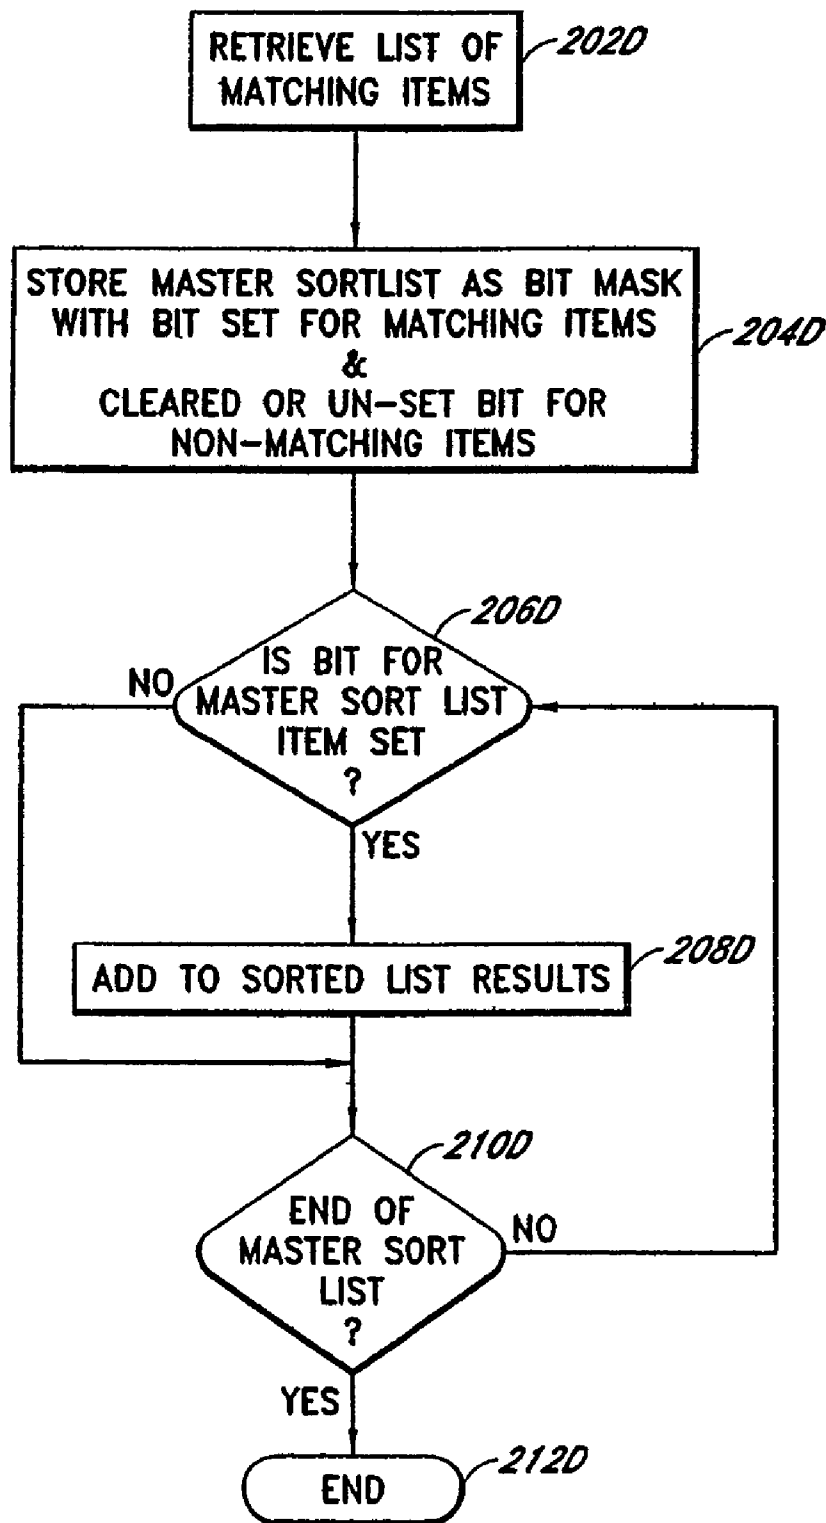 RETRIEVE LIST OF
MATCHING ITEMS
202D
STORE MASTER SORTLIST AS BIT MASK
WITH BIT SET FOR MATCHING ITEMS
&
CLEARED OR UN-SET BIT FOR
NON-MATCHING ITEMS
204D
206D
IS BIT FOR
MASTER SORT LIST
ITEM SET
?
NO
YES
ADD TO SORTED LIST RESULTS
208D
210D
END OF
MASTER SORT
LIST
?
NO
YES
END
212D